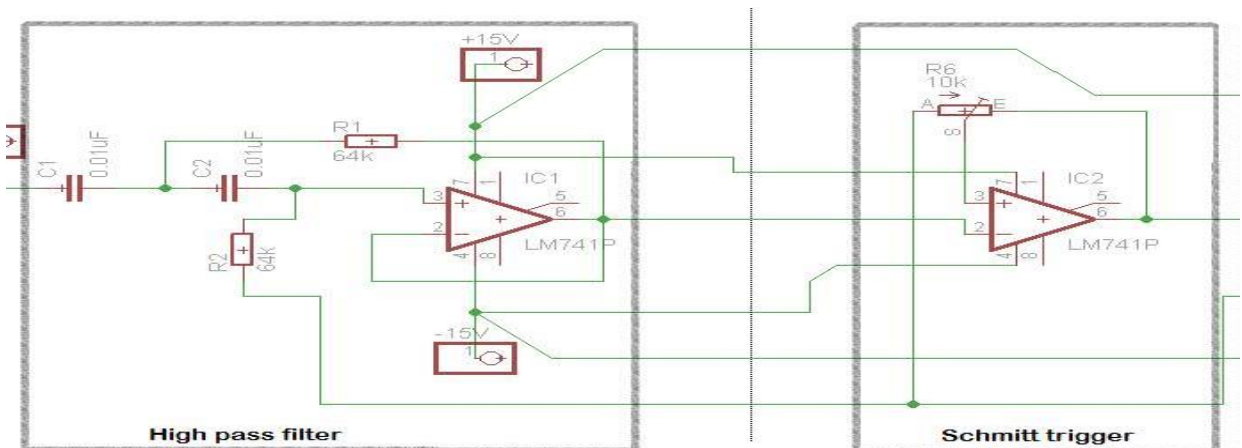 +15V
1
R6
10k
A
E
S
R1
64k
C1
0.01uF
C2
0.01uF
7
1
IC1
5
3
6
2
LM741P
4
8
R2
64k
7
1
IC2
5
3
6
2
LM741P
4
8
-15V
1
High pass filter
Schmitt trigger